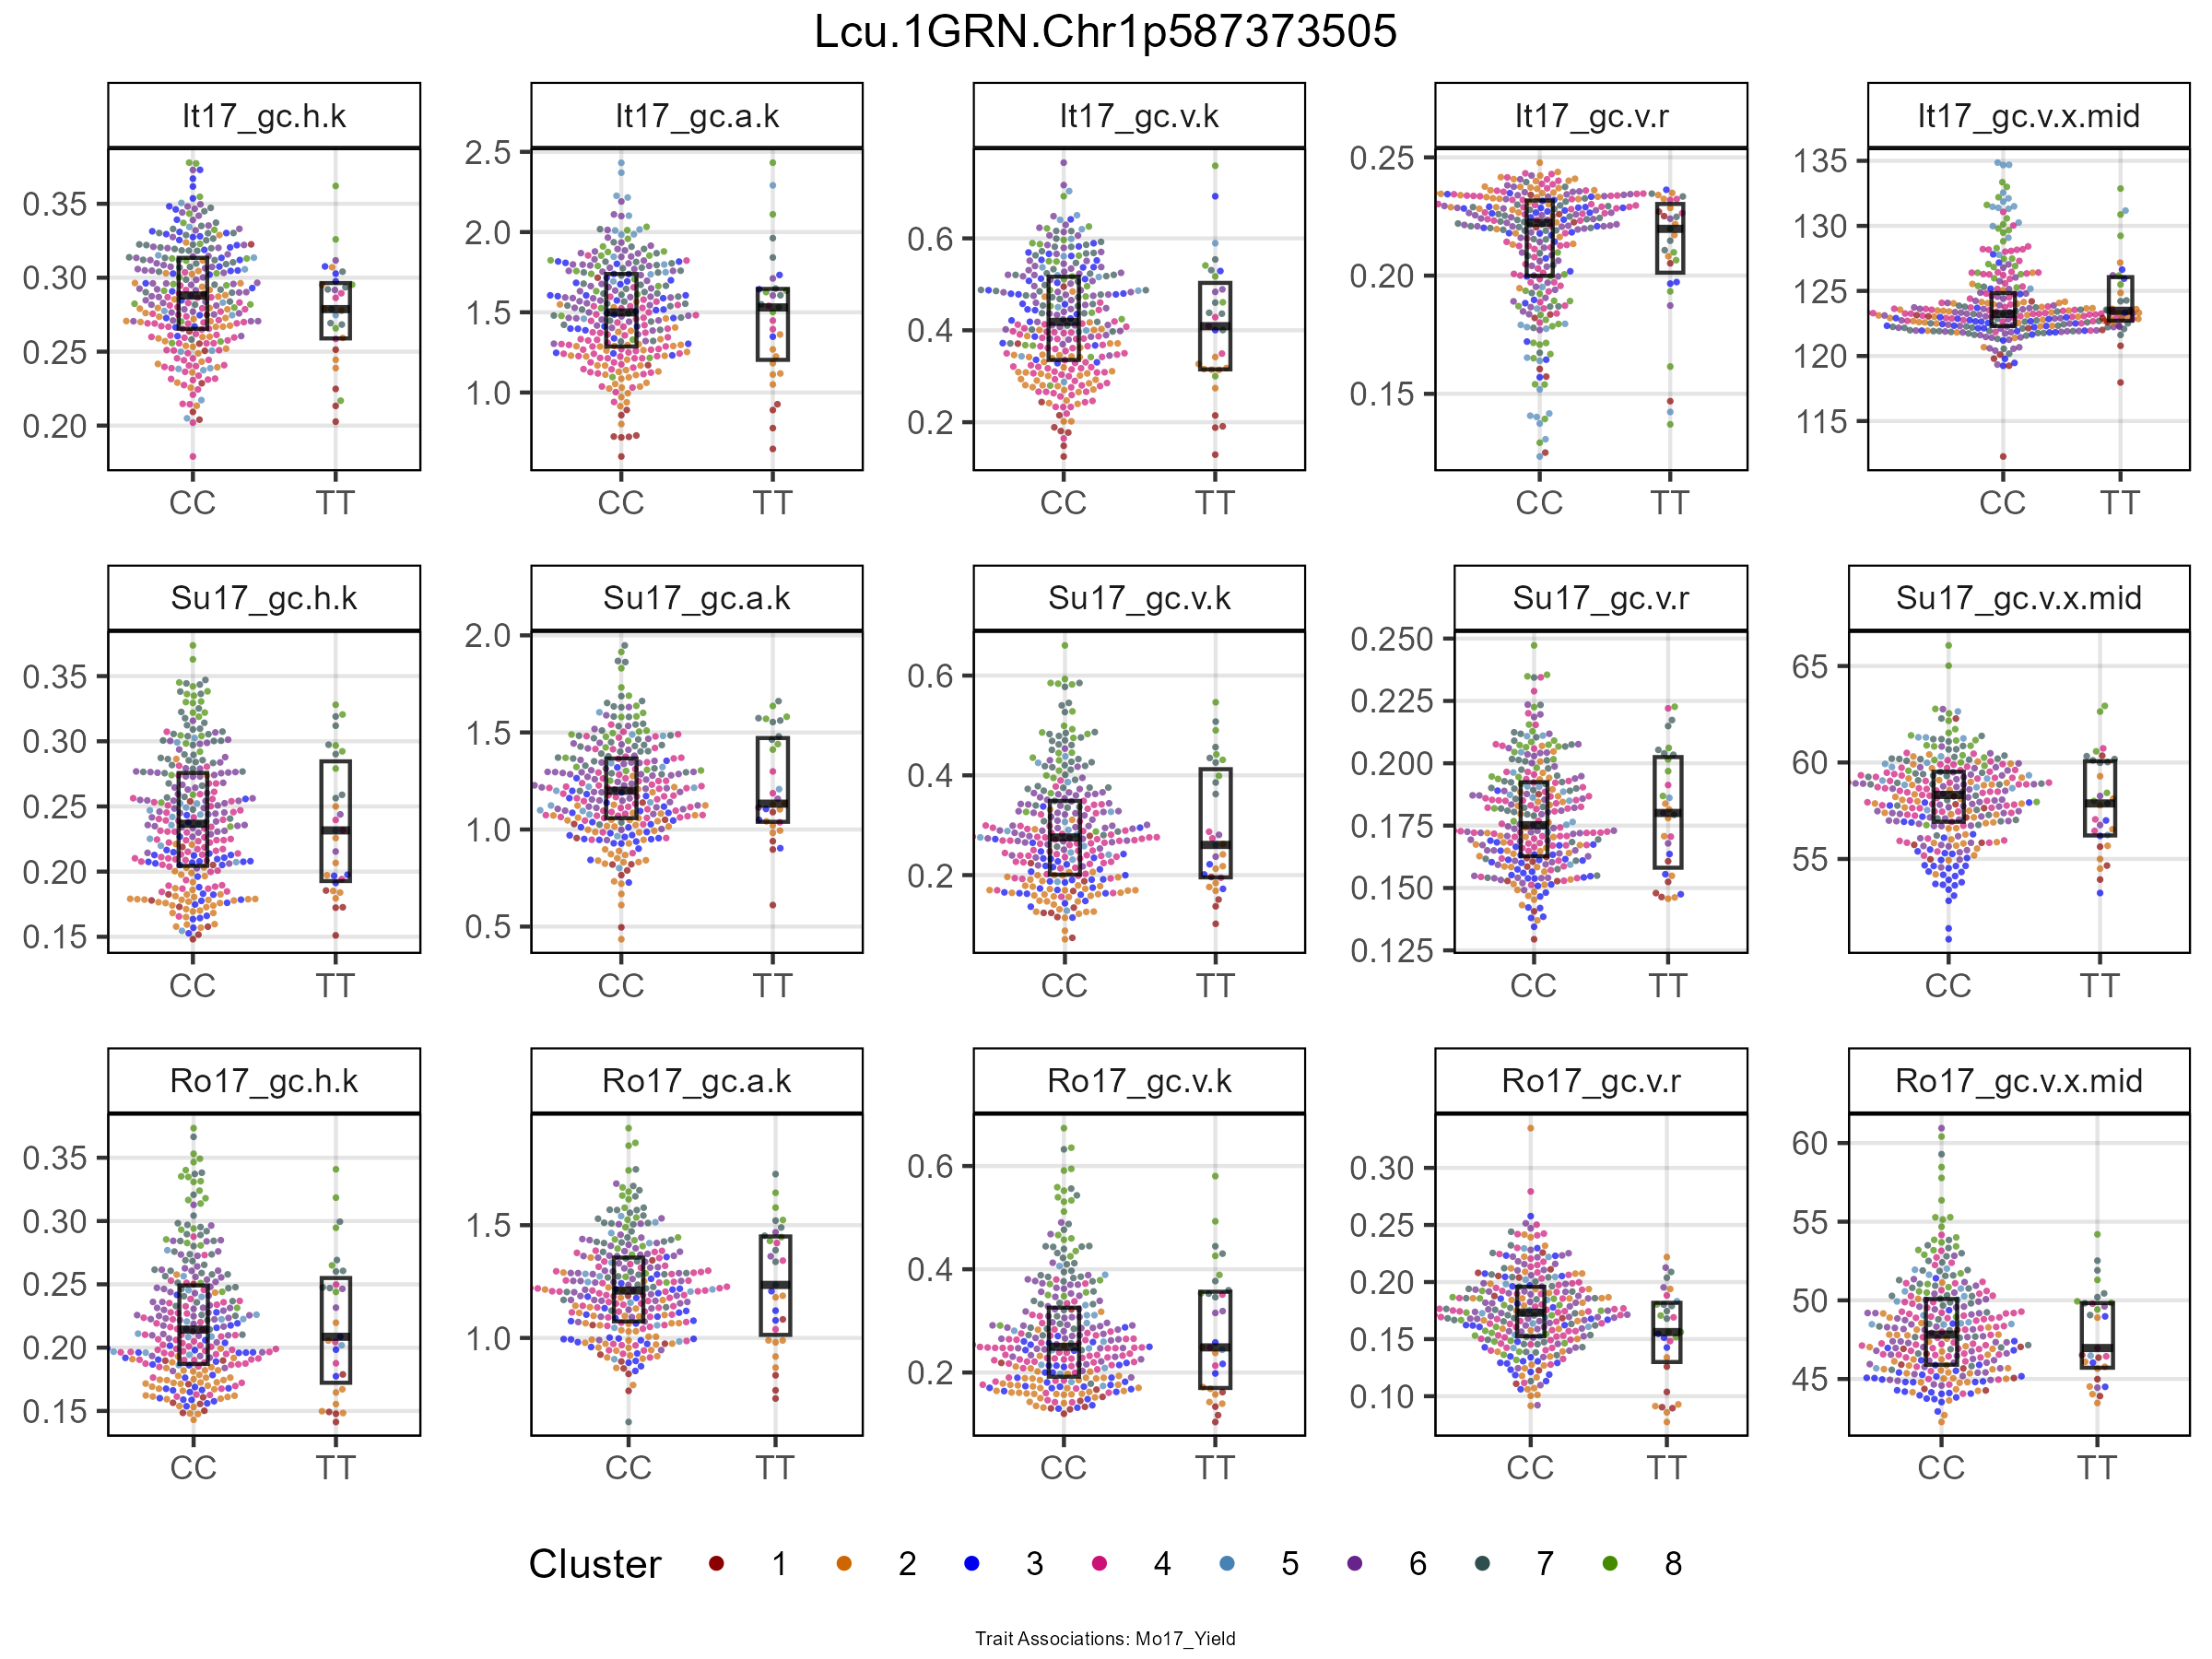 Lcu.1GRN.Chr1p587373505
It17_gc.h.k
It17_gc.a.k
It17_gc.v.k
It17_gc.v.r
It17_gc.v.x.mid
0.35
0.30
0.25
0.20
CC TT
2.5
2.0
1.5
1.0
CC TT
0.6
0.4
0.2
CC TT
0.25
0.20
0.15
CC TT
135
130
125
120
115
CC TT
Su17_gc.h.k
Su17_gc.a.k
Su17_gc.v.k
Su17_gc.v.r
Su17_gc.v.x.mid
0.35
0.30
0.25
0.20
0.15
CC TT
2.0
1.5
1.0
0.5
CC TT
0.6
0.4
0.2
CC TT
0.250
0.225
0.200
0.175
0.150
0.125
CC TT
65
60
55
CC TT
Ro17_gc.h.k
Ro17_gc.a.k
Ro17_gc.v.k
Ro17_gc.v.r
Ro17_gc.v.x.mid
0.35
0.30
0.25
0.20
0.15
CC TT
1.5
1.0
CC TT
0.6
0.4
0.2
CC TT
0.30
0.25
0.20
0.15
0.10
CC TT
60
55
50
45
CC TT
Cluster 1 2 3 4 5 6 7 8
Trait Associations: Mo17_Yield